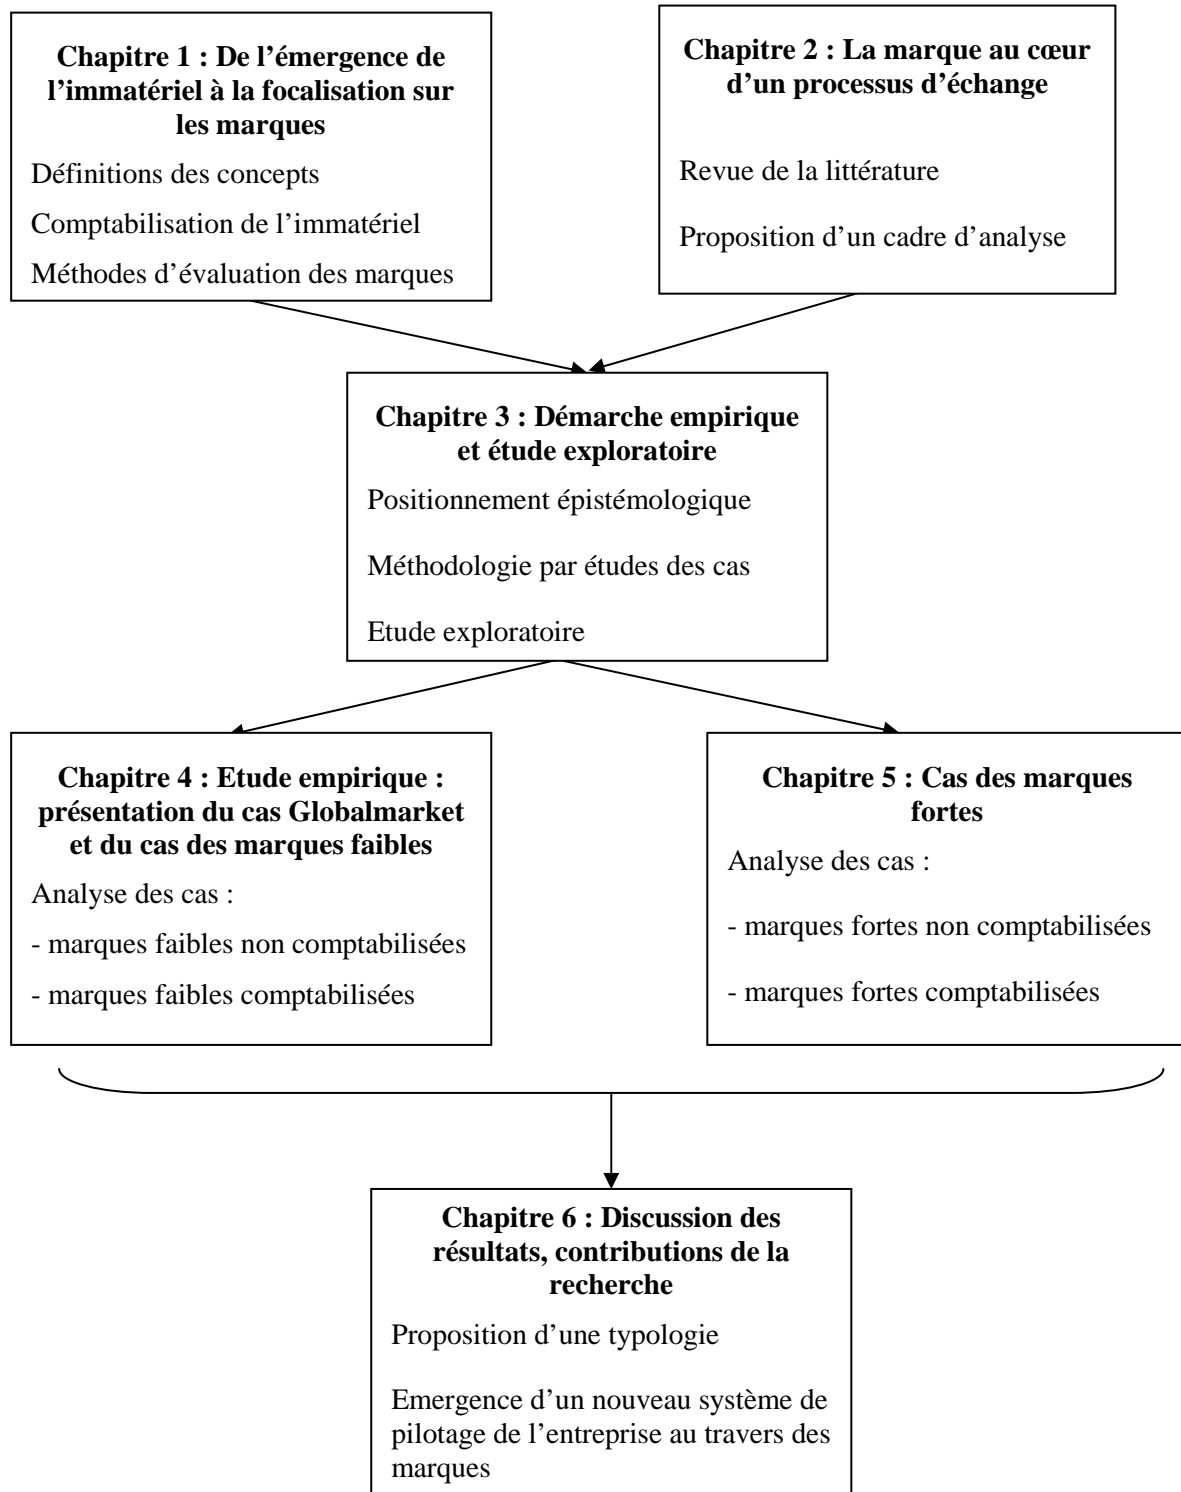 Chapitre 1 : De l’émergence de
l’immatériel à la focalisation sur
les marques
Définitions des concepts
Comptabilisation de l’immatériel
Méthodes d’évaluation des marques
Chapitre 2 : La marque au cœur
d’un processus d’échange
Revue de la littérature
Proposition d’un cadre d’analyse
Chapitre 3 : Démarche empirique
et étude exploratoire
Positionnement épistémologique
Méthodologie par études des cas
Etude exploratoire
Chapitre 4 : Etude empirique :
présentation du cas Globalmarket
et du cas des marques faibles
Analyse des cas :
- marques faibles non comptabilisées
- marques faibles comptabilisées
Chapitre 5 : Cas des marques
fortes
Analyse des cas :
- marques fortes non comptabilisées
- marques fortes comptabilisées
Chapitre 6 : Discussion des
résultats, contributions de la
recherche
Proposition d’une typologie
Emergence d’un nouveau système de
pilotage de l’entreprise au travers des
marques